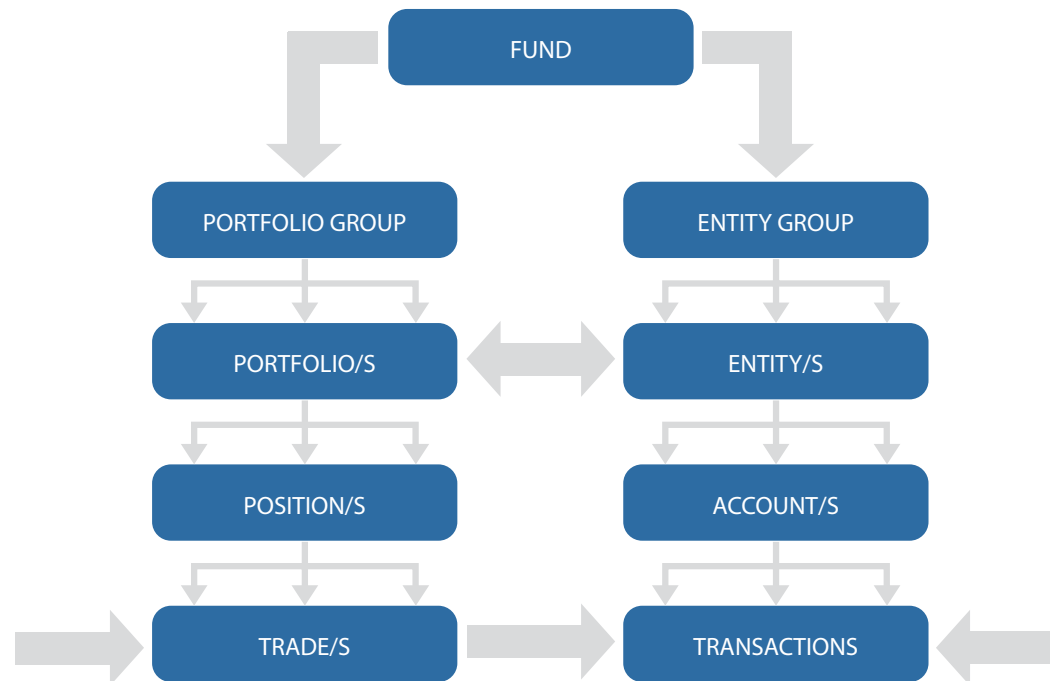 FUND
PORTFOLIO GROUP
ENTITY GROUP
PORTFOLIO/S
ENTITY/S
POSITION/S
ACCOUNT/S
TRADE/S
TRANSACTIONS